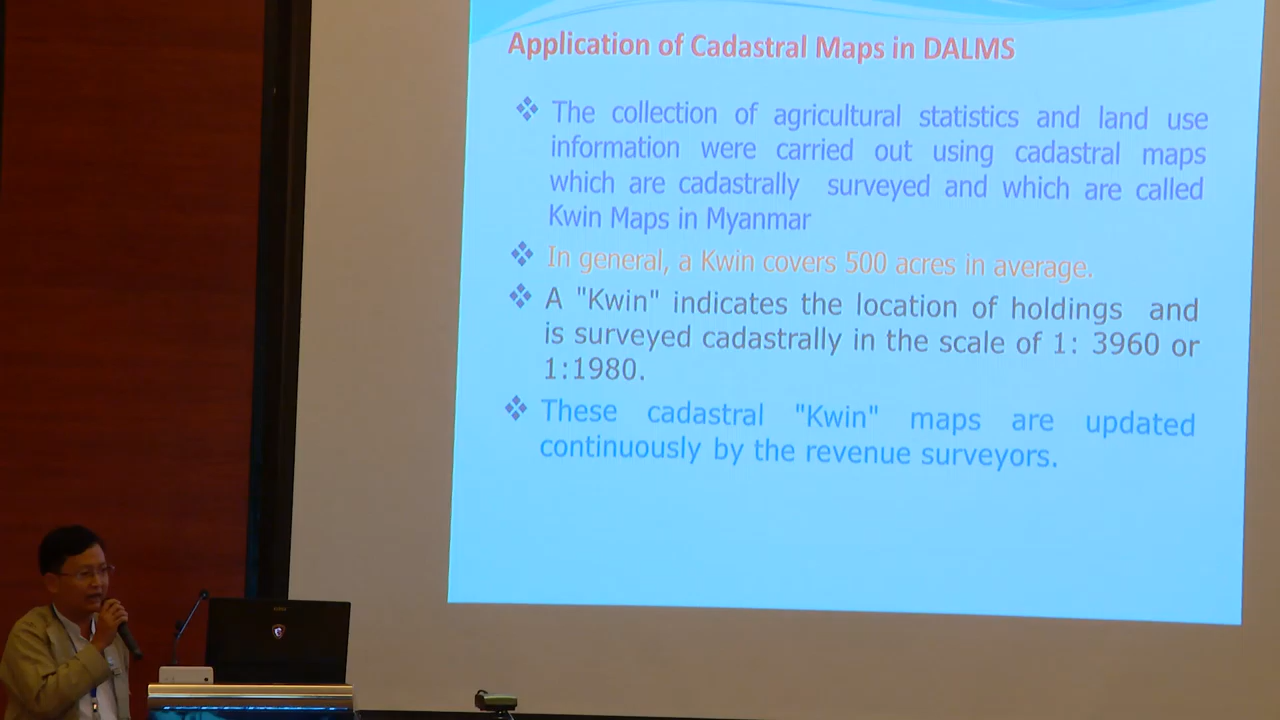 Application of Cadastral Maps in DALMS
❖ The collection of agricultural statistics and land use
information were carried out using cadastral maps
which are cadastrally surveyed and which are called
Kwin Maps in Myanmar
❖ In general, a Kwin covers 500 acres in average.
❖ A "Kwin" indicates the location of holdings and
is surveyed cadastrally in the scale of 1: 3960 or
1:1980.
❖ These cadastral "Kwin" maps are updated
continuously by the revenue surveyors.